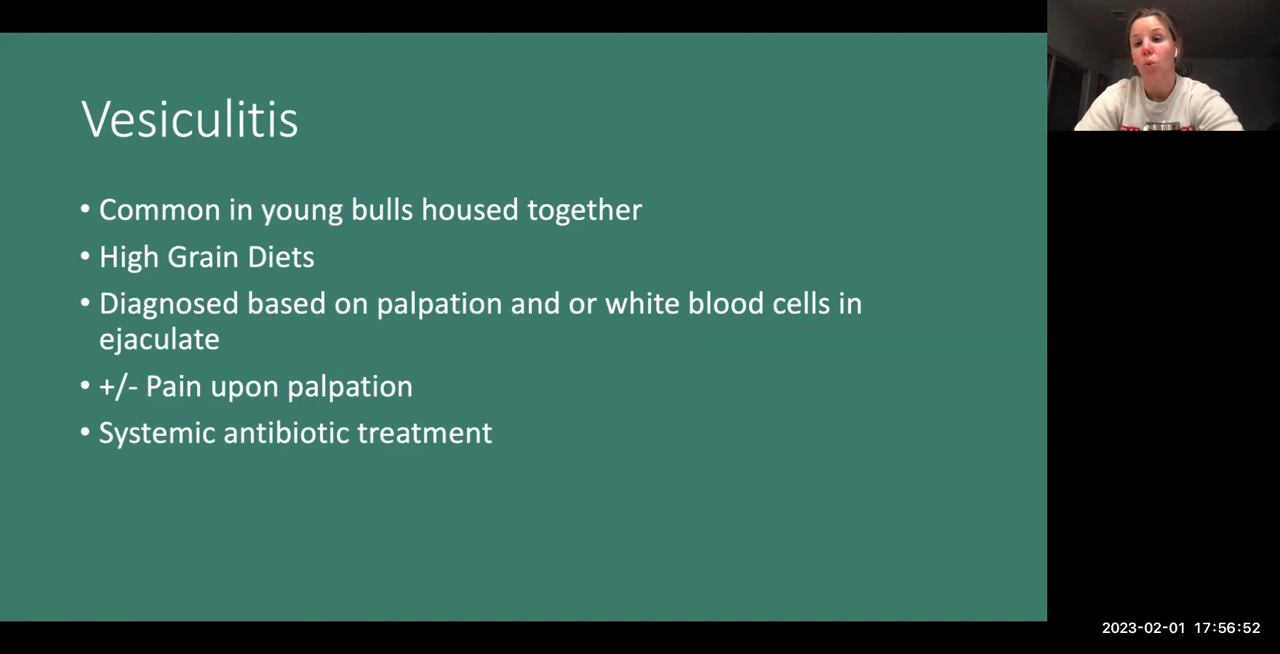 Vesiculitis
• Common in young bulls housed together
• High Grain Diets
• Diagnosed based on palpation and or white blood cells in
ejaculate
• +/- Pain upon palpation
• Systemic antibiotic treatment
2023-02-01 17:56:52